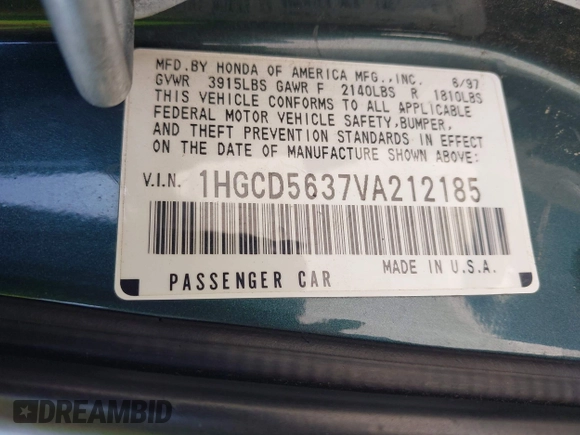 MFD.BY HONDA OF AMERICA MFG.,INC. 6/97
GVWR 3915LBS GAWR F 2140LBS R 1810LBS
THIS VEHICLE CONFORMS TO ALL APPLICABLE
FEDERAL MOTOR VEHICLE SAFETY,BUMPER,
AND THEFT PREVENTION STANDARDS IN EFFECT
ON THE DATE OF MANUFACTURE SHOWN ABOVE:
V.I.N. 1HGCD5637VA212185
PASSENGER CAR MADE IN U.S.A.
DREAMBID